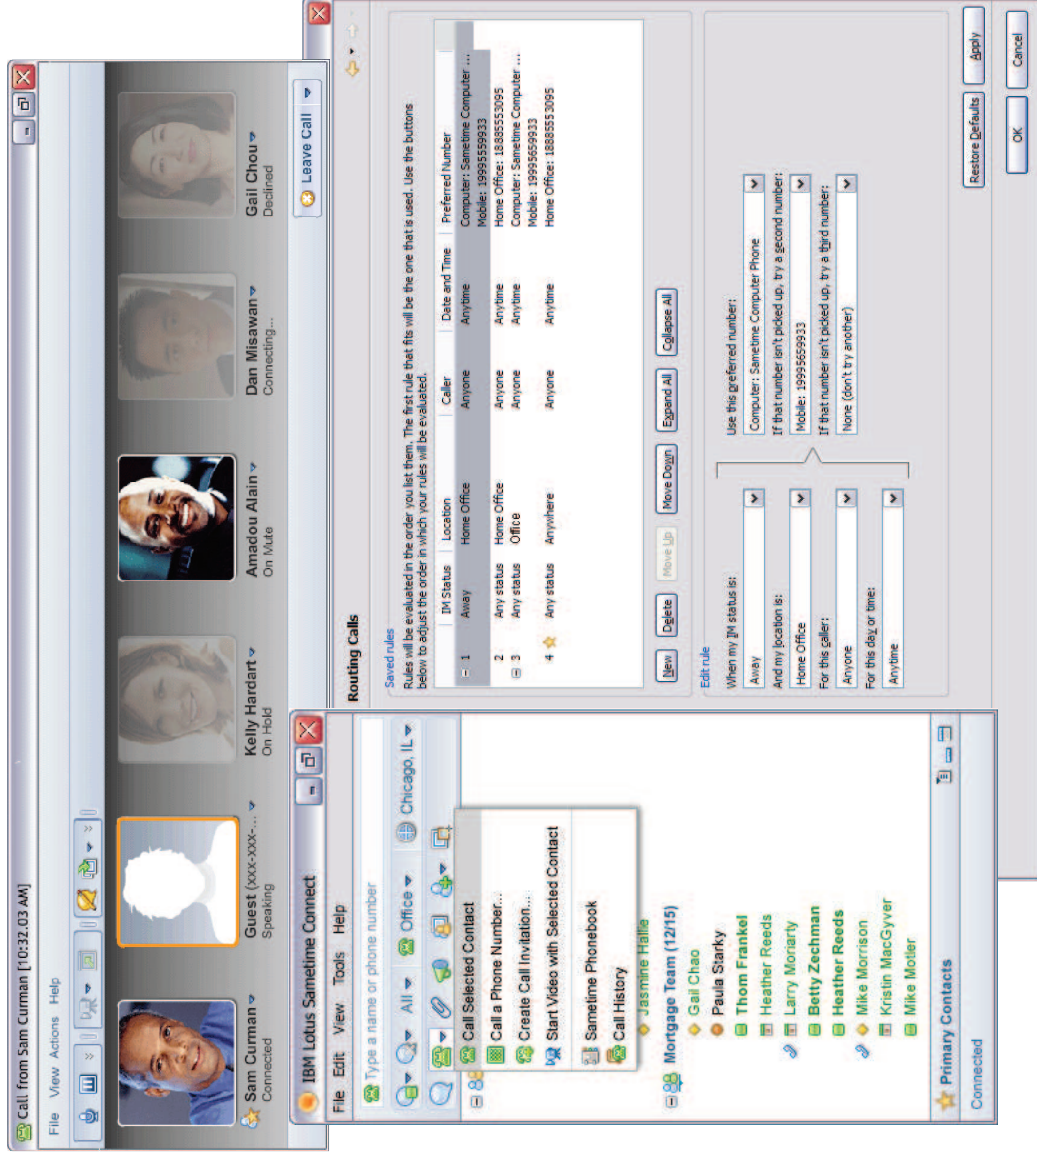 Call from Sam Curman [10:32.03 AM]
File View Actions Help
Sam Curman
Connected
Guest (xxx-xxx-...
Speaking
Kelly Hardart
On Hold
Amadou Alain
On Mute
Dan Misawan
Connecting...
Gail Chou
Declined
Leave Call
IBM Lotus Sametime Connect
File Edit View Tools Help
Type a name or phone number
All Office Chicago, IL
Call Selected Contact
Call a Phone Number...
Create Call Invitation...
Start Video with Selected Contact
Sametime Phonebook
Call History
Jasmine Haile
Mortgage Team (12/15)
Gail Chao
Paula Starky
Thom Frankel
Heather Reeds
Larry Moriarty
Betty Zechman
Heather Reeds
Mike Morrison
Kristin MacGyver
Mike Motler
Primary Contacts
Connected
Routing Calls
Saved rules
Rules will be evaluated in the order you list them. The first rule that fits will be the one that is used. Use the buttons
below to adjust the order in which your rules will be evaluated.
IM Status Location Caller Date and Time Preferred Number
1 Away Home Office Anyone Anytime Computer: Sametime Computer ...
Mobile: 19995559933
2 Any status Home Office Anyone Anytime Home Office: 18885553095
3 Any status Office Anyone Anytime Computer: Sametime Computer ...
Mobile: 19995659933
4 Any status Anywhere Anyone Anytime Home Office: 18885553095
New Delete Move Up Move Down Expand All Collapse All
Edit rule
When my IM status is:
Away
And my location is:
Home Office
For this caller:
Anyone
For this day or time:
Anytime
Use this preferred number:
Computer: Sametime Computer Phone
If that number isn't picked up, try a second number:
Mobile: 19995659933
If that number isn't picked up, try a third number:
None (don't try another)
Restore Defaults Apply
OK Cancel